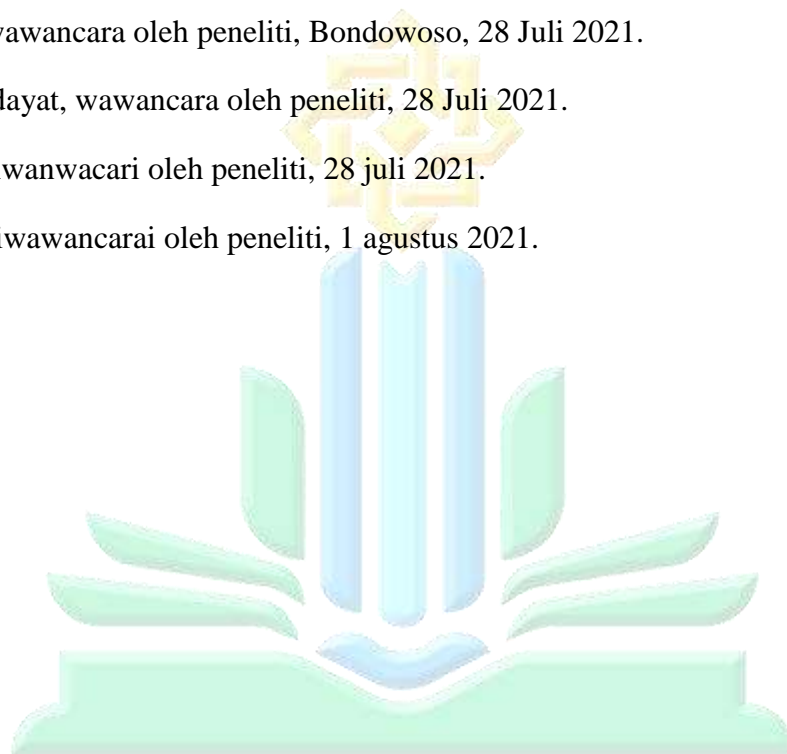 wawancara oleh peneliti, Bondowoso, 28 Juli 2021.
dayat, wawancara oleh peneliti, 28 Juli 2021.
wanwacari oleh peneliti, 28 juli 2021.
iwawancarai oleh peneliti, 1 agustus 2021.